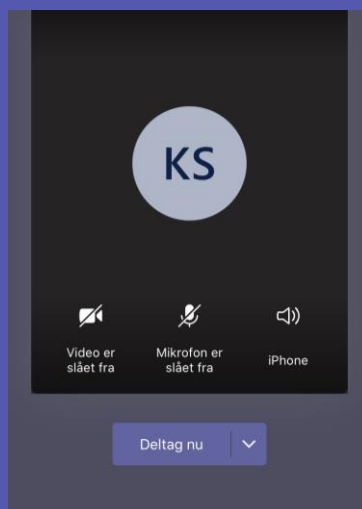 KS
Video er
slået fra
Mikrofon er
slået fra
iPhone
Deltag nu